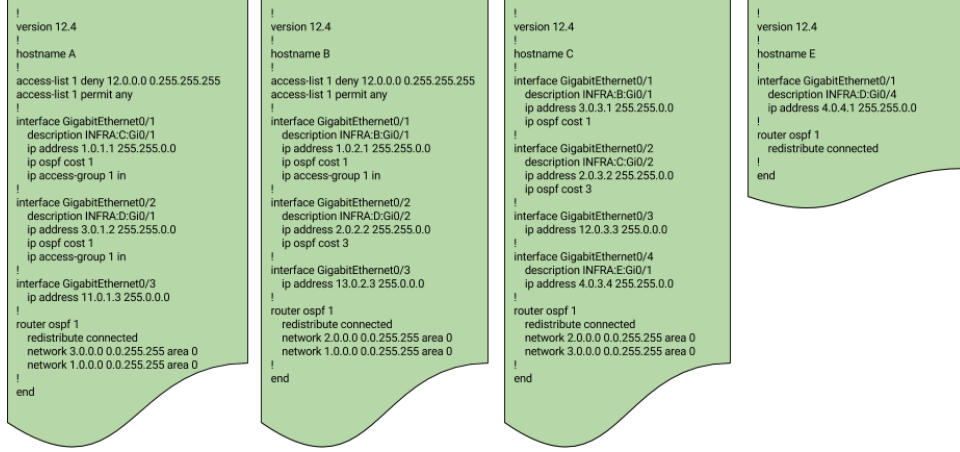 !
version 12.4
!
hostname A
!
access-list 1 deny 12.0.0.0 0.255.255.255
access-list 1 permit any
!
interface GigabitEthernet0/1
description INFRA:C:Gi0/1
ip address 1.0.1.1 255.255.0.0
ip ospf cost 1
ip access-group 1 in
!
interface GigabitEthernet0/2
description INFRA:D:Gi0/1
ip address 3.0.1.2 255.255.0.0
ip ospf cost 1
ip access-group 1 in
!
interface GigabitEthernet0/3
ip address 11.0.1.3 255.0.0.0
!
router ospf 1
redistribute connected
network 3.0.0.0 0.0.255.255 area 0
network 1.0.0.0 0.0.255.255 area 0
!
end
!
version 12.4
!
hostname B
!
access-list 1 deny 12.0.0.0 0.255.255.255
access-list 1 permit any
!
interface GigabitEthernet0/1
description INFRA:B:Gi0/1
ip address 1.0.2.1 255.255.0.0
ip ospf cost 1
ip access-group 1 in
!
interface GigabitEthernet0/2
description INFRA:D:Gi0/2
ip address 2.0.2.2 255.255.0.0
ip ospf cost 3
!
interface GigabitEthernet0/3
ip address 13.0.2.3 255.0.0.0
!
router ospf 1
redistribute connected
network 2.0.0.0 0.0.255.255 area 0
network 1.0.0.0 0.0.255.255 area 0
!
end
!
version 12.4
!
hostname C
!
interface GigabitEthernet0/1
description INFRA:B:Gi0/1
ip address 3.0.3.1 255.255.0.0
ip ospf cost 1
!
interface GigabitEthernet0/2
description INFRA:C:Gi0/2
ip address 2.0.3.2 255.255.0.0
ip ospf cost 3
!
interface GigabitEthernet0/3
ip address 12.0.3.3 255.0.0.0
!
interface GigabitEthernet0/4
description INFRA:E:Gi0/1
ip address 4.0.3.4 255.255.0.0
!
router ospf 1
redistribute connected
network 2.0.0.0 0.0.255.255 area 0
network 3.0.0.0 0.0.255.255 area 0
!
end
!
version 12.4
!
hostname E
!
interface GigabitEthernet0/1
description INFRA:D:Gi0/4
ip address 4.0.4.1 255.255.0.0
!
router ospf 1
redistribute connected
!
end